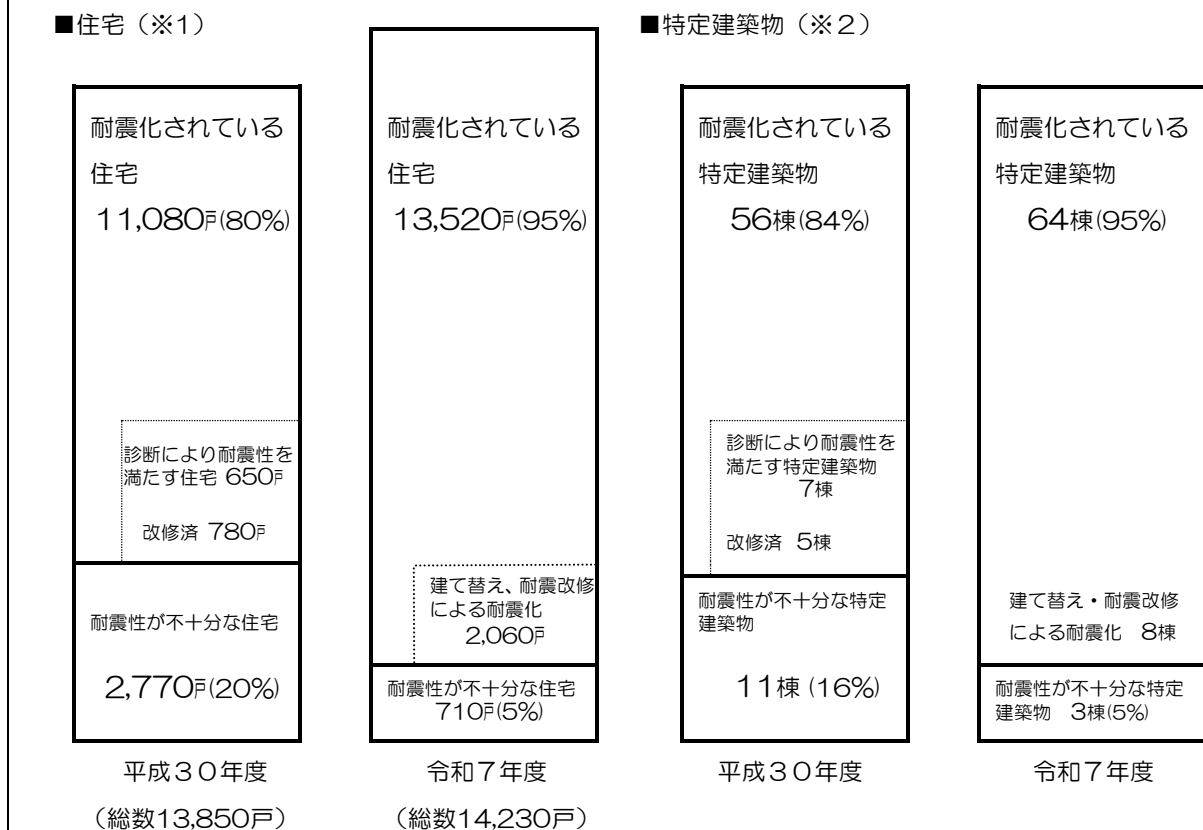 ■住宅（※1）
耐震化されている
住宅
11,080戸(80%)
診断により耐震性を
満たす住宅 650戸
改修済 780戸
耐震性が不十分な住宅
2,770戸(20%)
平成３０年度
（総数13,850戸）
耐震化されている
住宅
13,520戸(95%)
建て替え、耐震改修
による耐震化
2,060戸
耐震性が不十分な住宅
710戸(5%)
令和７年度
（総数14,230戸）
■特定建築物（※２）
耐震化されている
特定建築物
56棟(84%)
診断により耐震性を
満たす特定建築物
7棟
改修済 5棟
耐震性が不十分な特定
建築物
11棟 (16%)
平成３０年度
耐震化されている
特定建築物
64棟(95%)
建て替え・耐震改修
による耐震化 8棟
耐震性が不十分な特定
建築物 3棟(5%)
令和７年度